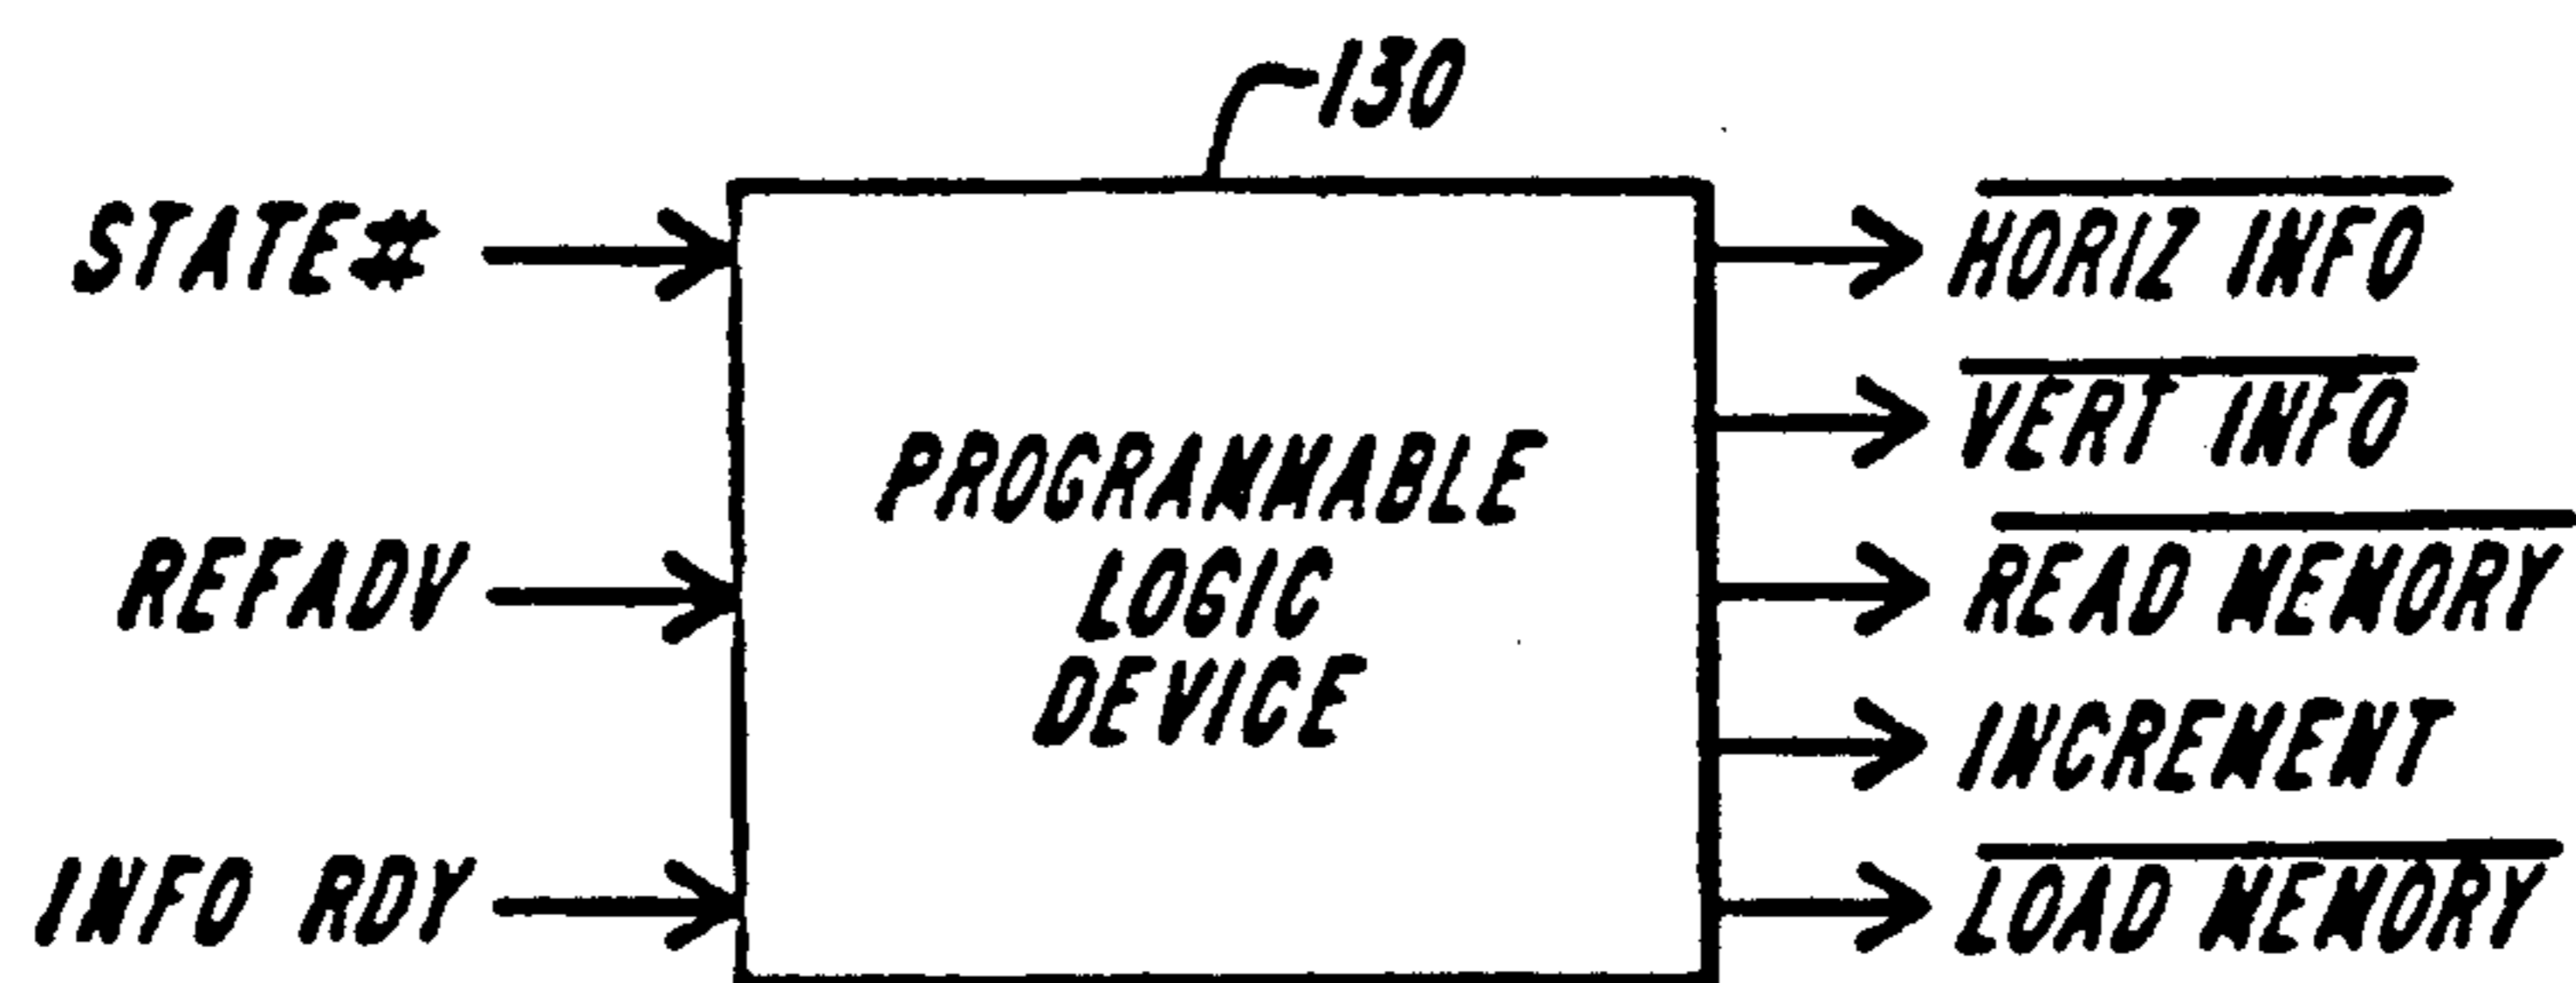 130
STATE#
REFADV
INFO RDY
PROGRAMMABLE
LOGIC
DEVICE
HORIZ INFO
VERT INFO
READ MEMORY
INCREMENT
LOAD MEMORY